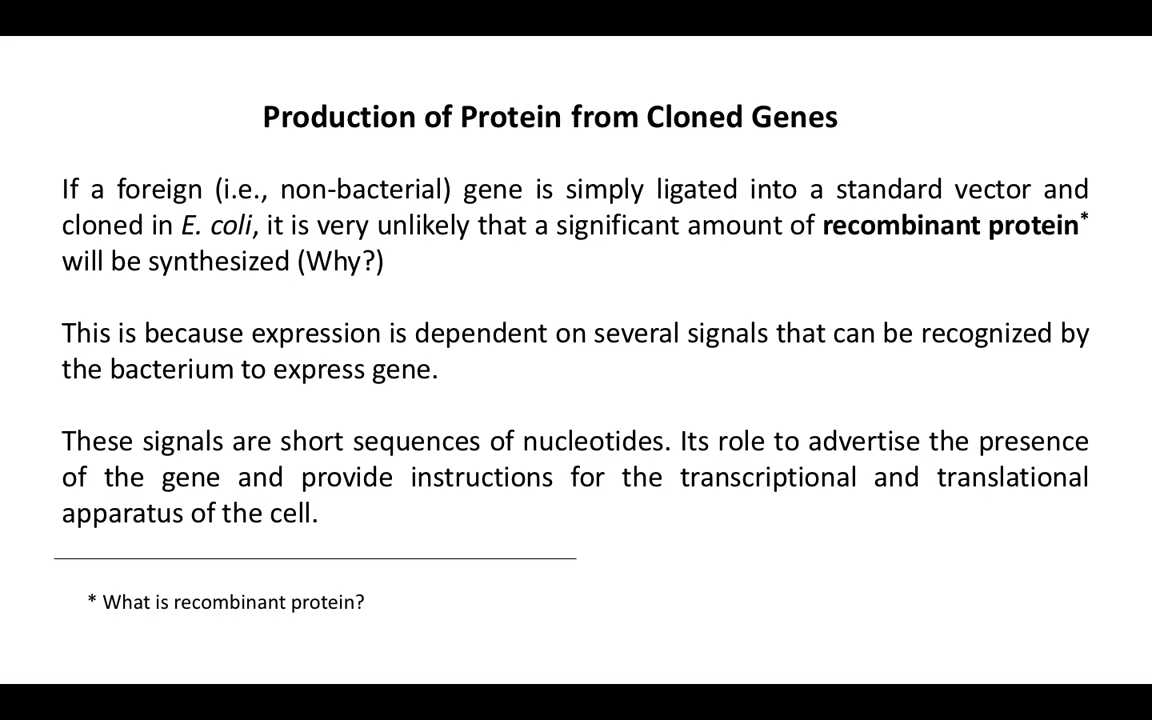 Production of Protein from Cloned Genes
If a foreign (i.e., non-bacterial) gene is simply ligated into a standard vector and
cloned in E. coli, it is very unlikely that a significant amount of recombinant protein*
will be synthesized (Why?)
This is because expression is dependent on several signals that can be recognized by
the bacterium to express gene.
These signals are short sequences of nucleotides. Its role to advertise the presence
of the gene and provide instructions for the transcriptional and translational
apparatus of the cell.
* What is recombinant protein?